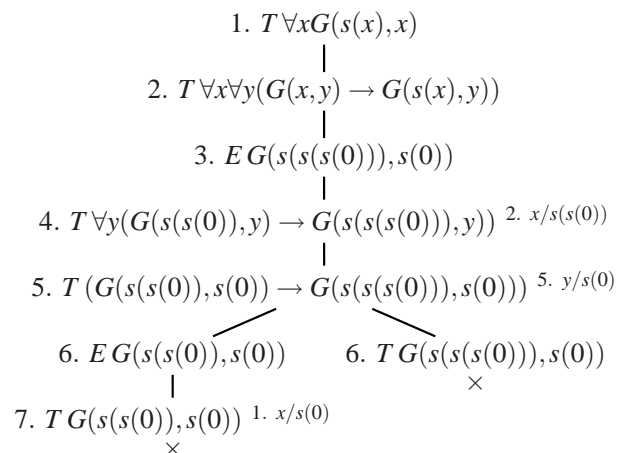 1. T ∀xG(s(x),x)
2. T ∀x∀y(G(x,y) → G(s(x),y))
3. E G(s(s(s(0))),s(0))
4. T ∀y(G(s(s(0)),y) → G(s(s(s(0))),y)) 2. x/s(s(0))
5. T (G(s(s(0)),s(0)) → G(s(s(s(0))),s(0))) 5. y/s(0)
6. E G(s(s(0)),s(0)) 6. T G(s(s(s(0))),s(0))
×
7. T G(s(s(0)),s(0)) 1. x/s(0)
×